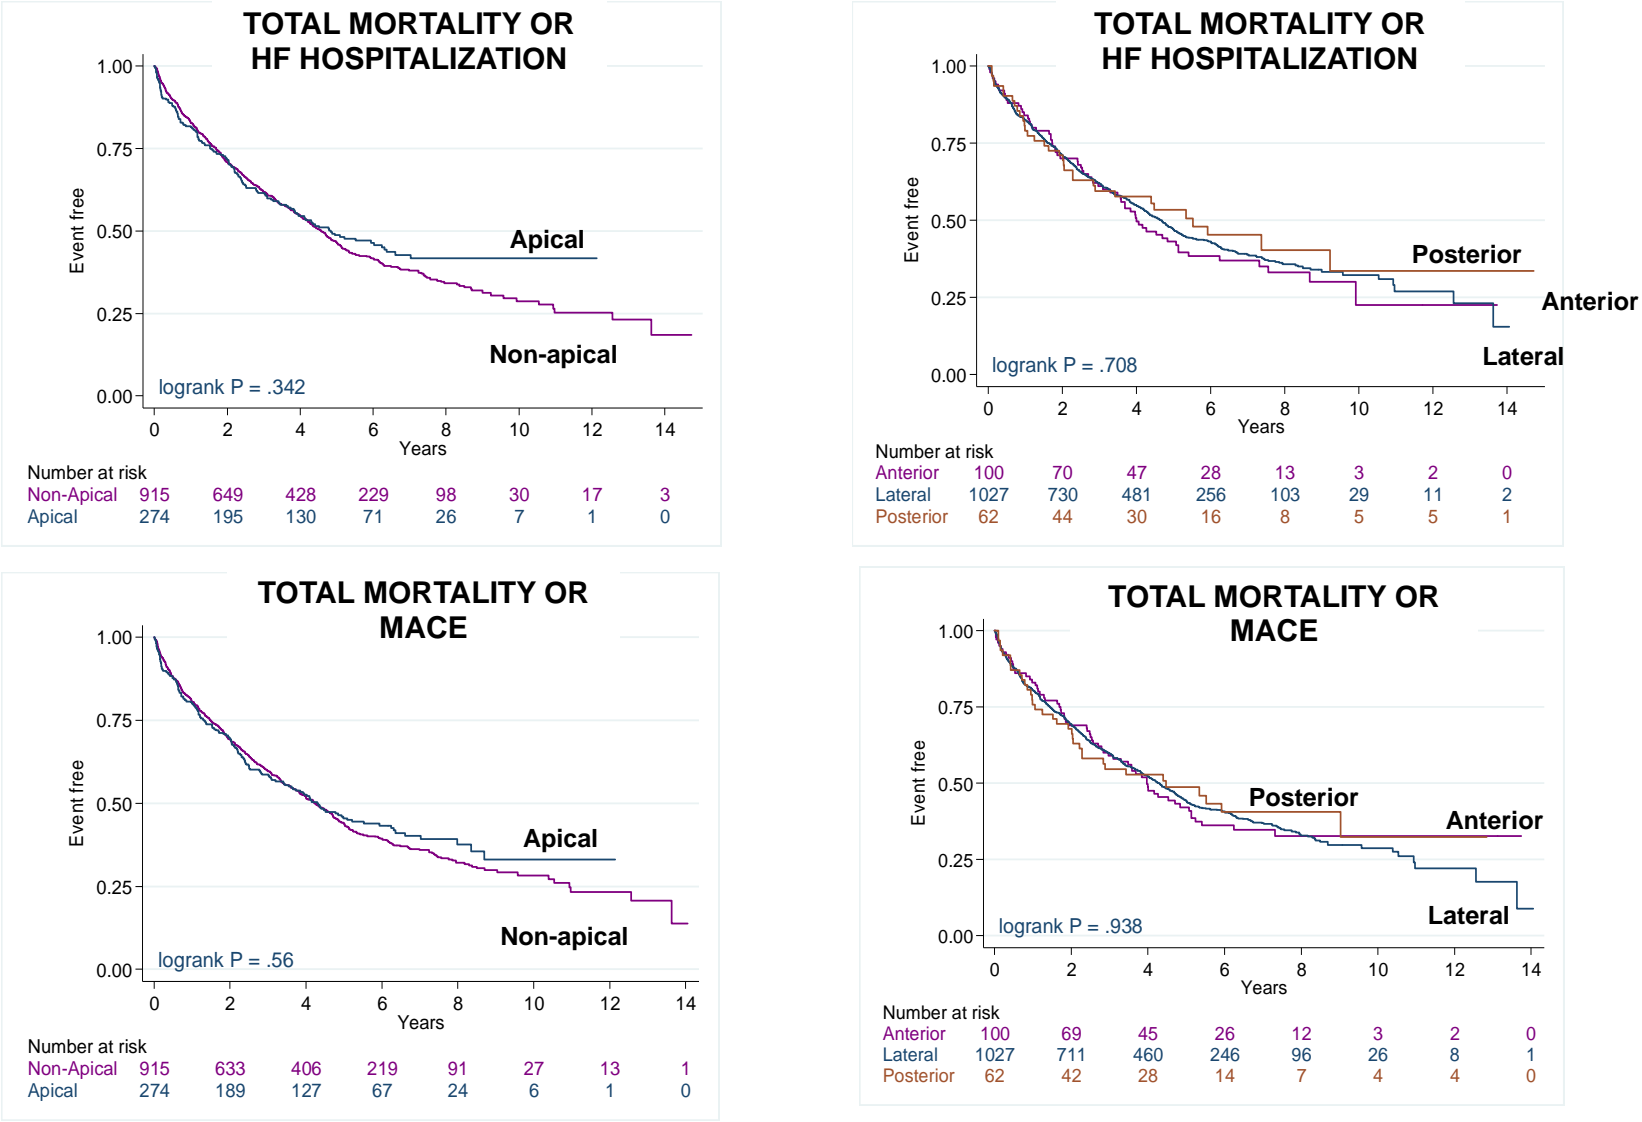 TOTAL MORTALITY OR
HF HOSPITALIZATION
1.00
0.75
0.50
0.25
0.00
Event free
Apical
Non-apical
logrank P = .342
0 2 4 6 8 10 12 14
Years
Number at risk
Non-Apical 915 649 428 229 98 30 17 3
Apical 274 195 130 71 26 7 1 0
TOTAL MORTALITY OR
HF HOSPITALIZATION
1.00
0.75
0.50
0.25
0.00
Event free
Posterior
Anterior
Lateral
logrank P = .708
0 2 4 6 8 10 12 14
Years
Number at risk
Anterior 100 70 47 28 13 3 2 0
Lateral 1027 730 481 256 103 29 11 2
Posterior 62 44 30 16 8 5 5 1
TOTAL MORTALITY OR
MACE
1.00
0.75
0.50
0.25
0.00
Event free
Apical
Non-apical
logrank P = .56
0 2 4 6 8 10 12 14
Years
Number at risk
Non-Apical 915 633 406 219 91 27 13 1
Apical 274 189 127 67 24 6 1 0
TOTAL MORTALITY OR
MACE
1.00
0.75
0.50
0.25
0.00
Event free
Posterior
Anterior
Lateral
logrank P = .938
0 2 4 6 8 10 12 14
Years
Number at risk
Anterior 100 69 45 26 12 3 2 0
Lateral 1027 711 460 246 96 26 8 1
Posterior 62 42 28 14 7 4 4 0